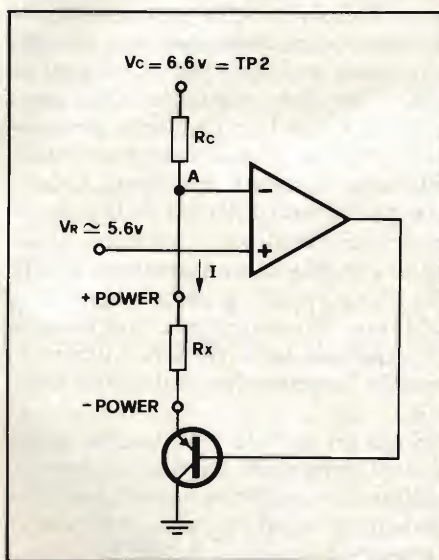 Vc = 6.6v = TP2
Rc
A
−
VR ≃ 5.6v
+
I
+ POWER
Rx
− POWER